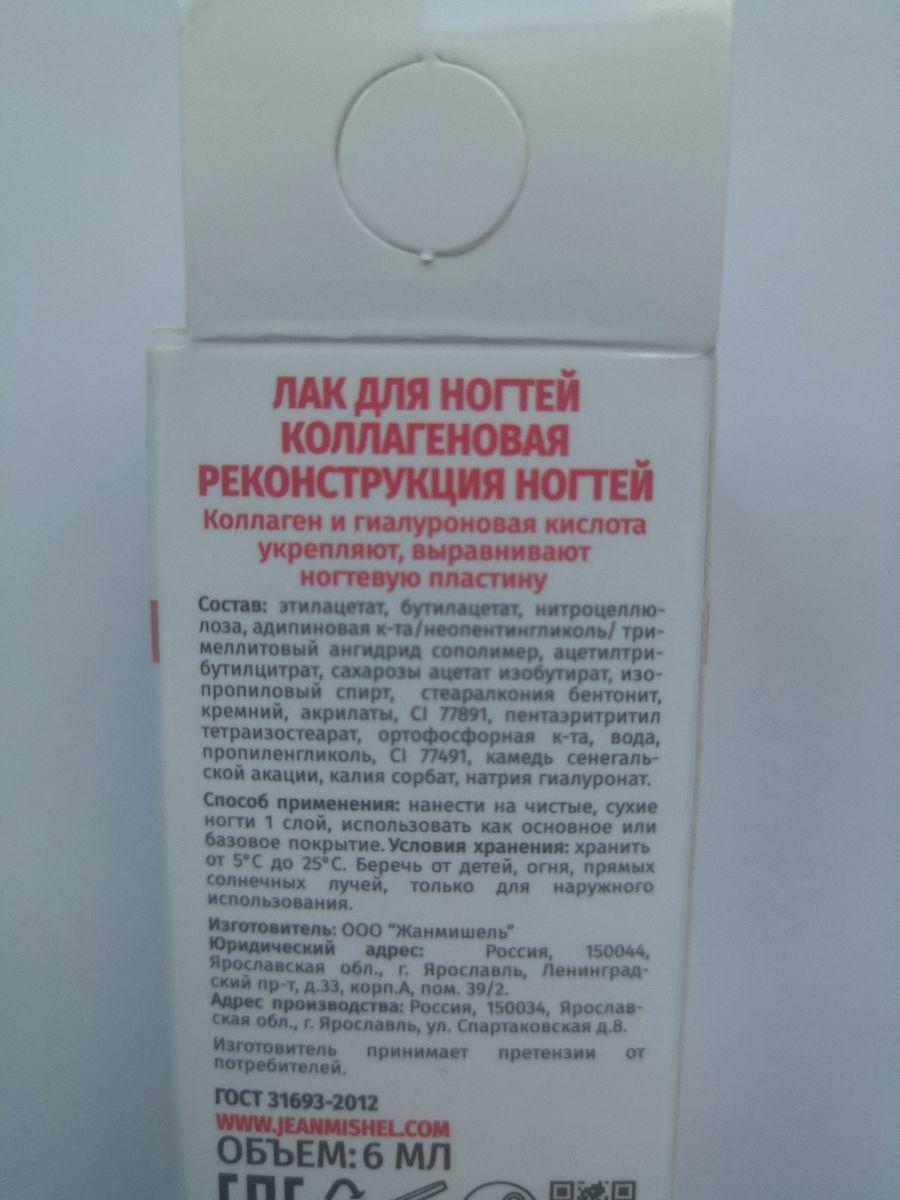 ЛАК ДЛЯ НОГТЕЙ
КОЛЛАГЕНОВАЯ
РЕКОНСТРУКЦИЯ НОГТЕЙ
Коллаген и гиалуроновая кислота
укрепляют, выравнивают
ногтевую пластину
Состав: этилацетат, бутилацетат, нитроцеллю-
лоза, адипиновая к-та/неопентингликоль/ три-
меллитовый ангидрид сополимер, ацетилтри-
бутилцитрат, сахарозы ацетат изобутират, изо-
пропиловый спирт, стеаралкония бентонит,
кремний, акрилаты, CI 77891, пентаэритритил
тетраизостеарат, ортофосфорная к-та, вода,
пропиленгликоль, CI 77491, камедь сенегаль-
ской акации, калия сорбат, натрия гиалуронат.
Способ применения: нанести на чистые, сухие
ногти 1 слой, использовать как основное или
базовое покрытие. Условия хранения: хранить
от 5°С до 25°С. Беречь от детей, огня, прямых
солнечных лучей, только для наружного
использования.
Изготовитель: ООО "Жанмишель"
Юридический адрес: Россия, 150044,
Ярославская обл., г. Ярославль, Ленинград-
ский пр-т, д.33, корп.А, пом. 39/2.
Адрес производства: Россия, 150034, Ярослав-
ская обл., г. Ярославль, ул. Спартаковская д.8.
Изготовитель принимает претензии от
потребителей.
ГОСТ 31693-2012
WWW.JEANMISHEL.COM
ОБЪЕМ: 6 МЛ